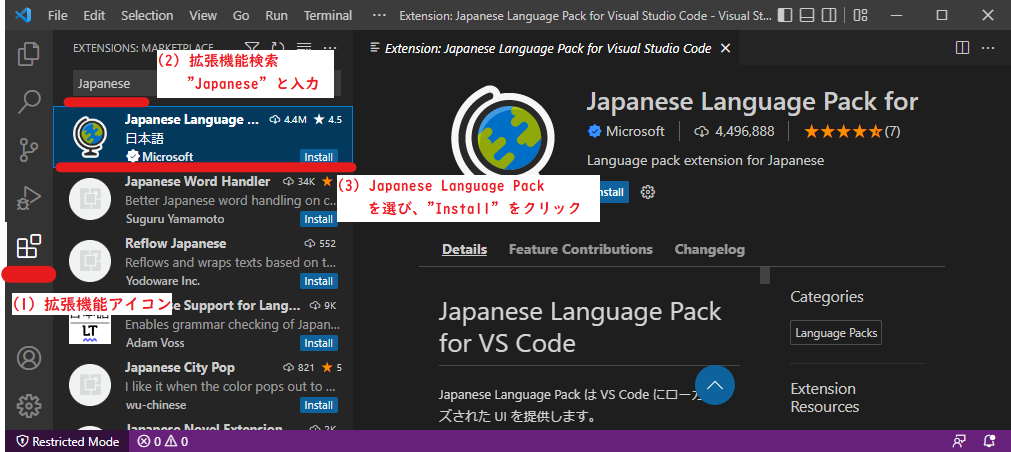 File Edit Selection View Go Run Terminal ··· Extension: Japanese Language Pack for Visual Studio Code - Visual St...
EXTENSIONS: MARKETPLACE
Extension: Japanese Language Pack for Visual Studio Code
(2) 拡張機能検索
”Japanese” と入力
Japanese
Japanese Language ... 4.4M 4.5
日本語
Microsoft Install
Japanese Word Handler 34K
Better Japanese word handling on c...
Suguru Yamamoto Install
Reflow Japanese 552
Reflows and wraps texts based on t...
Yodoware Inc. Install
(1) 拡張機能アイコン
Support for Lang... 9K
日本語
LT
Enables grammar checking of Japan...
Adam Voss Install
Japanese City Pop 821 5
I like it when the color pops out to ...
wu-chinese Install
Japanese Novel Extension 2K
Japanese Language Pack for
Microsoft 4,496,888 (7)
Language pack extension for Japanese
(3) Japanese Language Pack
を選び、”Install” をクリック
Details Feature Contributions Changelog
Japanese Language Pack
for VS Code
Japanese Language Pack は VS Code にローカ
ズされた UI を提供します。
Categories
Language Packs
Extension
Resources
Restricted Mode 0 0